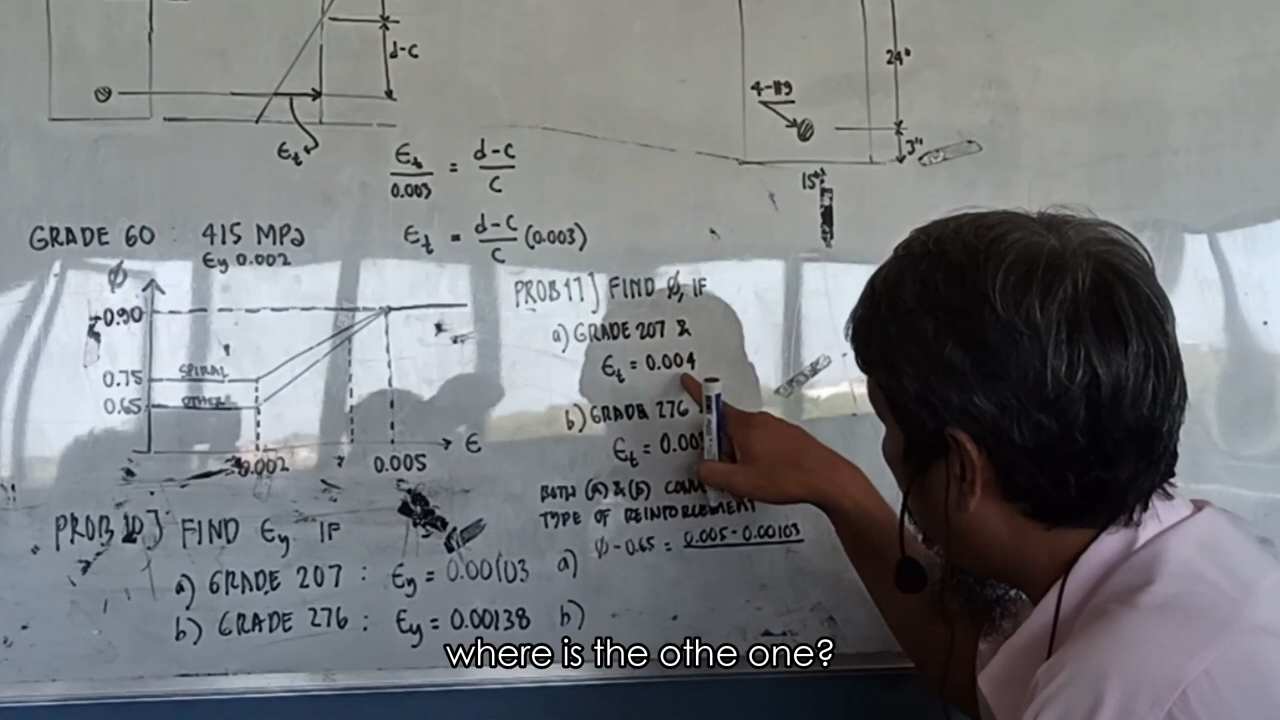 d-c
24"
4-#9
3"
15"
ϵt
ϵt/0.003 = d-c/c
ϵt = d-c/c (0.003)
GRADE 60 415 MPa
ϵy 0.002
ϕ
0.90
0.75 SPIRAL
0.65 OTHER
0.002 0.005 ϵ
PROB 17] FIND ϕ, IF
a) GRADE 207 &
ϵt = 0.004
b) GRADE 276
ϵt =
BOTH (a) & (b)
TYPE OF REINFORCEMENT
a) ϕ - 0.65 = 0.005 - 0.00103
b)
FIND ϵy IF
a) GRADE 207 : ϵy = 0.00103
b) GRADE 276 : ϵy = 0.00138
where is the othe one?